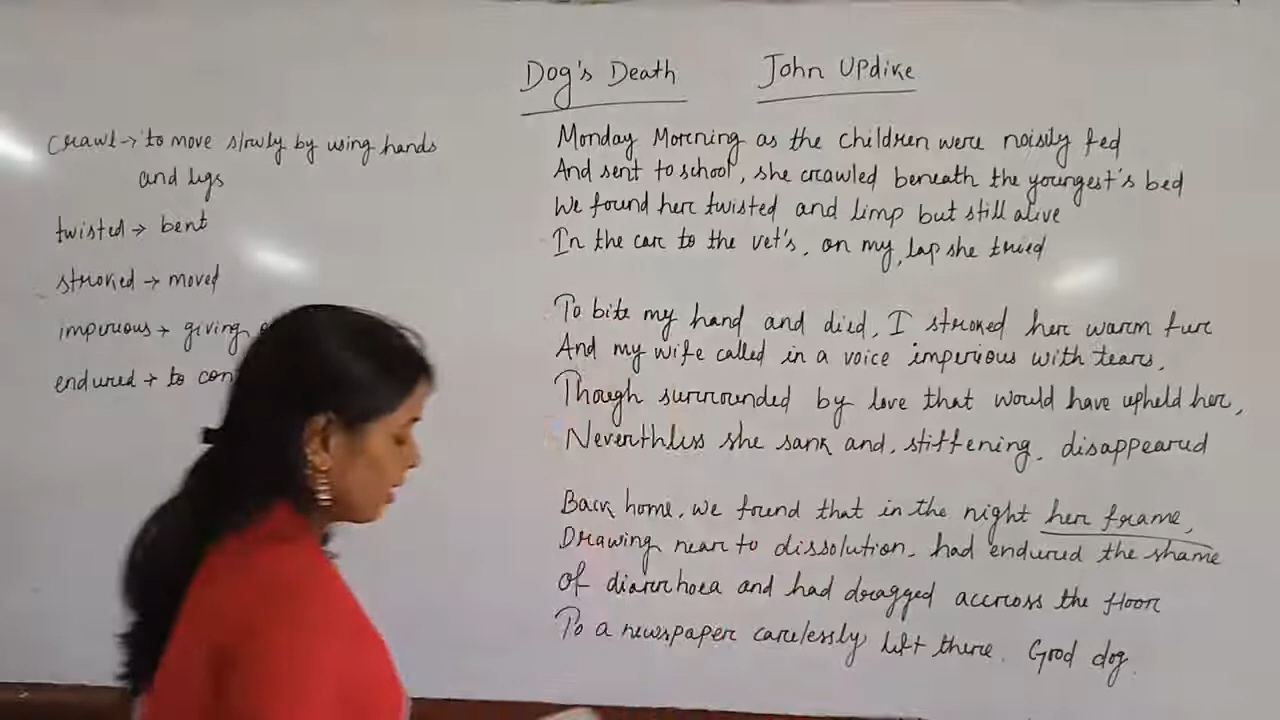 Dog's Death John Updike
crawl → to move slowly by using hands
and legs
twisted → bent
stroked → moved
imperious → giving
endured → to con
Monday Morning as the children were noisily fed
And sent to school, she crawled beneath the youngest's bed
We found her twisted and limp but still alive
In the car to the vet's, on my lap she tried
To bite my hand and died, I stroked her warm fur
And my wife called in a voice imperious with tears,
Though surrounded by love that would have upheld her,
Neverthless she sank and, stiffening, disappeared
Back home, we found that in the night her frame,
Drawing near to dissolution, had endured the shame
Of diarrhoea and had dragged accross the floor
To a newspaper carelessly left there. Good dog.